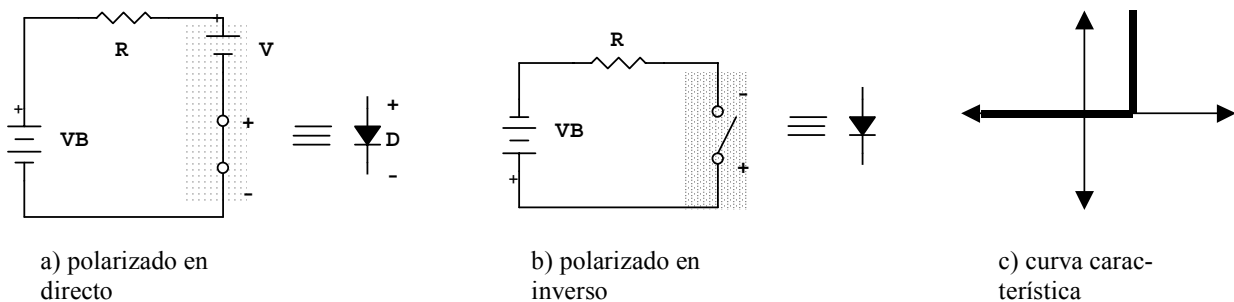 +
R
V
+
VB
+
-
+
D
-
a) polarizado en
directo
R
-
VB
+
+
b) polarizado en
inverso
c) curva carac-
terística